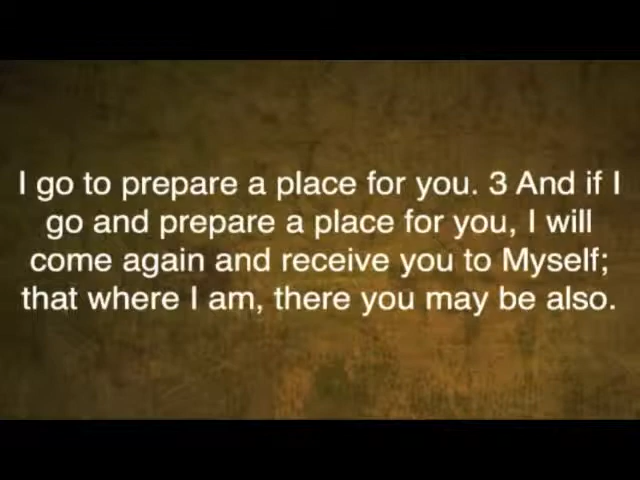 I go to prepare a place for you. 3 And if I
go and prepare a place for you, I will
come again and receive you to Myself;
that where I am, there you may be also.